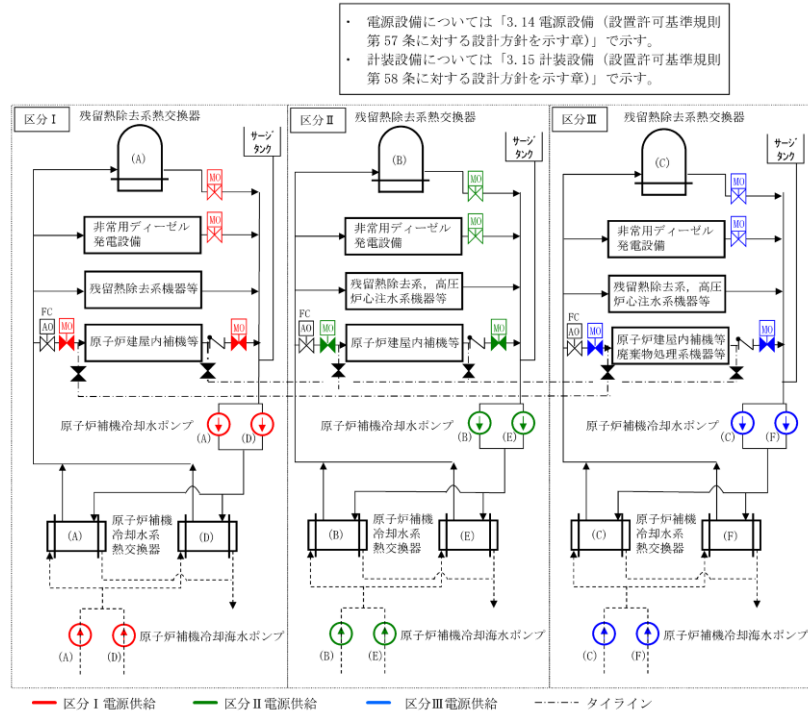 ・ 電源設備については「3.14 電源設備（設置許可基準規則
第 57 条に対する設計方針を示す章）」で示す。
・ 計装設備については「3.15 計装設備（設置許可基準規則
第 58 条に対する設計方針を示す章）」で示す。
区分Ⅰ
残留熱除去系熱交換器
サージ
タンク
(A)
MO
非常用ディーゼル
発電設備
MO
残留熱除去系機器等
FC
AO
MO
原子炉建屋内補機等
MO
原子炉補機冷却水ポンプ
(A)
(D)
(A)
原子炉補機
冷却水系
熱交換器
(D)
原子炉補機冷却海水ポンプ
(A)
(D)
区分Ⅱ
残留熱除去系熱交換器
サージ
タンク
(B)
MO
非常用ディーゼル
発電設備
MO
残留熱除去系，高圧
炉心注水系機器等
FC
AO
MO
原子炉建屋内補機等
MO
原子炉補機冷却水ポンプ
(B)
(E)
(B)
原子炉補機
冷却水系
熱交換器
(E)
原子炉補機冷却海水ポンプ
(B)
(E)
区分Ⅲ
残留熱除去系熱交換器
サージ
タンク
(C)
MO
非常用ディーゼル
発電設備
MO
残留熱除去系，高圧
炉心注水系機器等
FC
AO
MO
原子炉建屋内補機等
廃棄物処理系機器等
MO
原子炉補機冷却水ポンプ
(C)
(F)
(C)
原子炉補機
冷却水系
熱交換器
(F)
原子炉補機冷却海水ポンプ
(C)
(F)
区分Ⅰ電源供給
区分Ⅱ電源供給
区分Ⅲ電源供給
タイライン